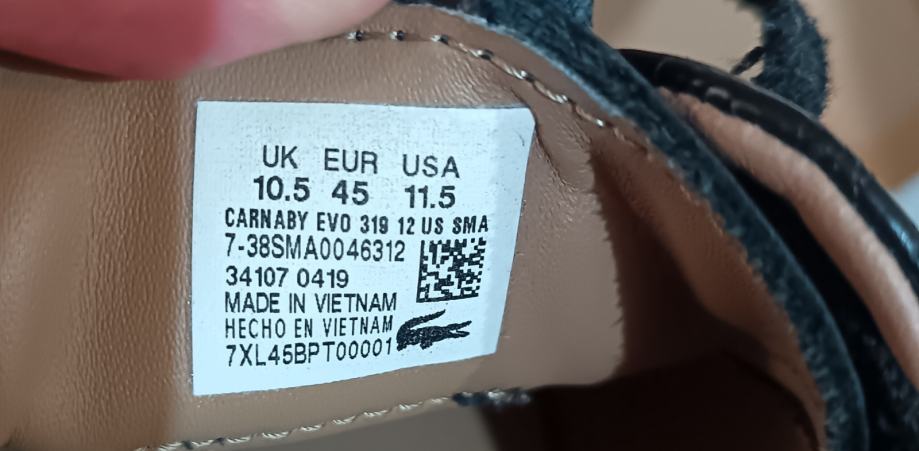 UK EUR USA
10.5 45 11.5
CARNABY EVO 319 12 US SMA
7-38SMA0046312
34107 0419
MADE IN VIETNAM
HECHO EN VIETNAM
7XL45BPT00001